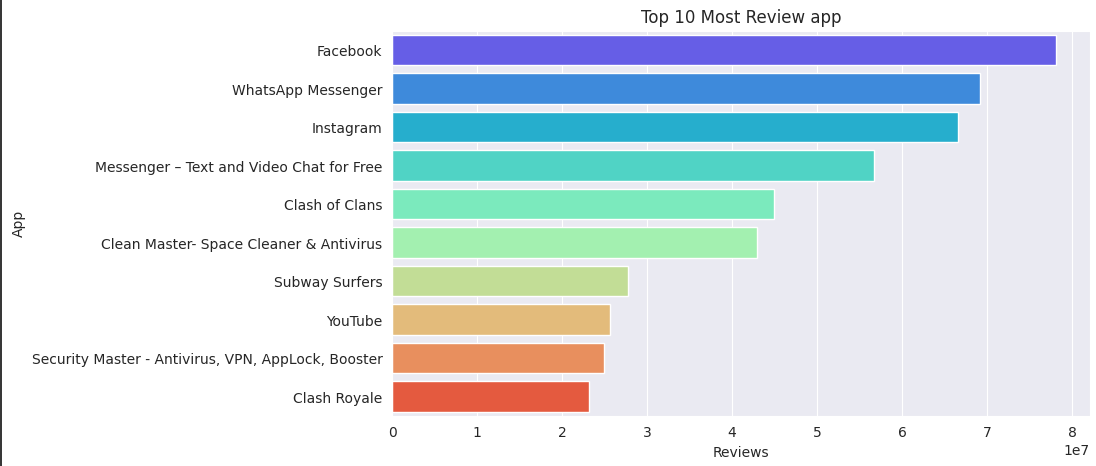 Top 10 Most Review app
Facebook
WhatsApp Messenger
Instagram
Messenger – Text and Video Chat for Free
Clash of Clans
Clean Master- Space Cleaner & Antivirus
Subway Surfers
YouTube
Security Master - Antivirus, VPN, AppLock, Booster
Clash Royale
App
0 1 2 3 4 5 6 7 8
1e7
Reviews